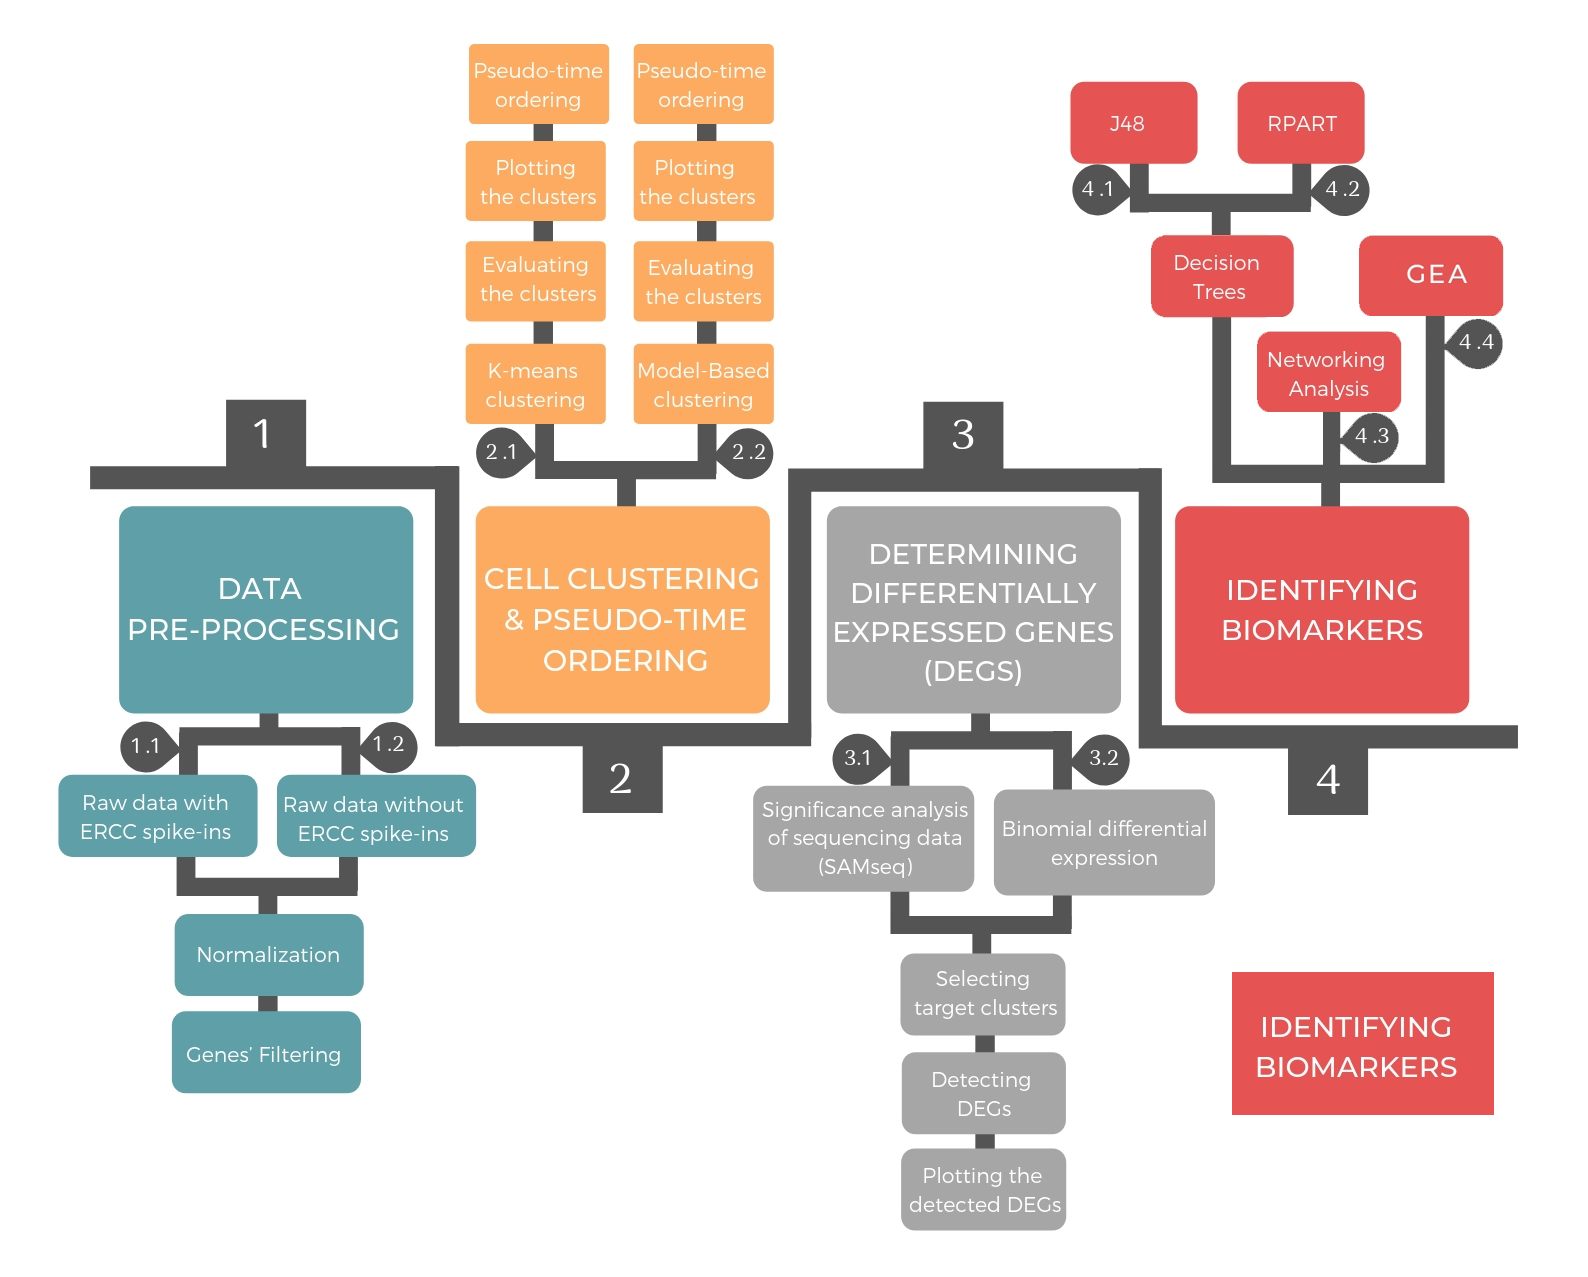 1
DATA
PRE-PROCESSING
1.1
1.2
Raw data with
ERCC spike-ins
Raw data without
ERCC spike-ins
Normalization
Genes' Filtering
Pseudo-time
ordering
Plotting
the clusters
Evaluating
the clusters
K-means
clustering
2.1
Pseudo-time
ordering
Plotting
the clusters
Evaluating
the clusters
Model-Based
clustering
2.2
CELL CLUSTERING
& PSEUDO-TIME
ORDERING
2
3
DETERMINING
DIFFERENTIALLY
EXPRESSED GENES
(DEGS)
3.1
3.2
Significance analysis
of sequencing data
(SAMseq)
Binomial differential
expression
Selecting
target clusters
Detecting
DEGs
Plotting the
detected DEGs
J48
RPART
4.1
4.2
Decision
Trees
GEA
4.4
Networking
Analysis
4.3
IDENTIFYING
BIOMARKERS
4
IDENTIFYING
BIOMARKERS